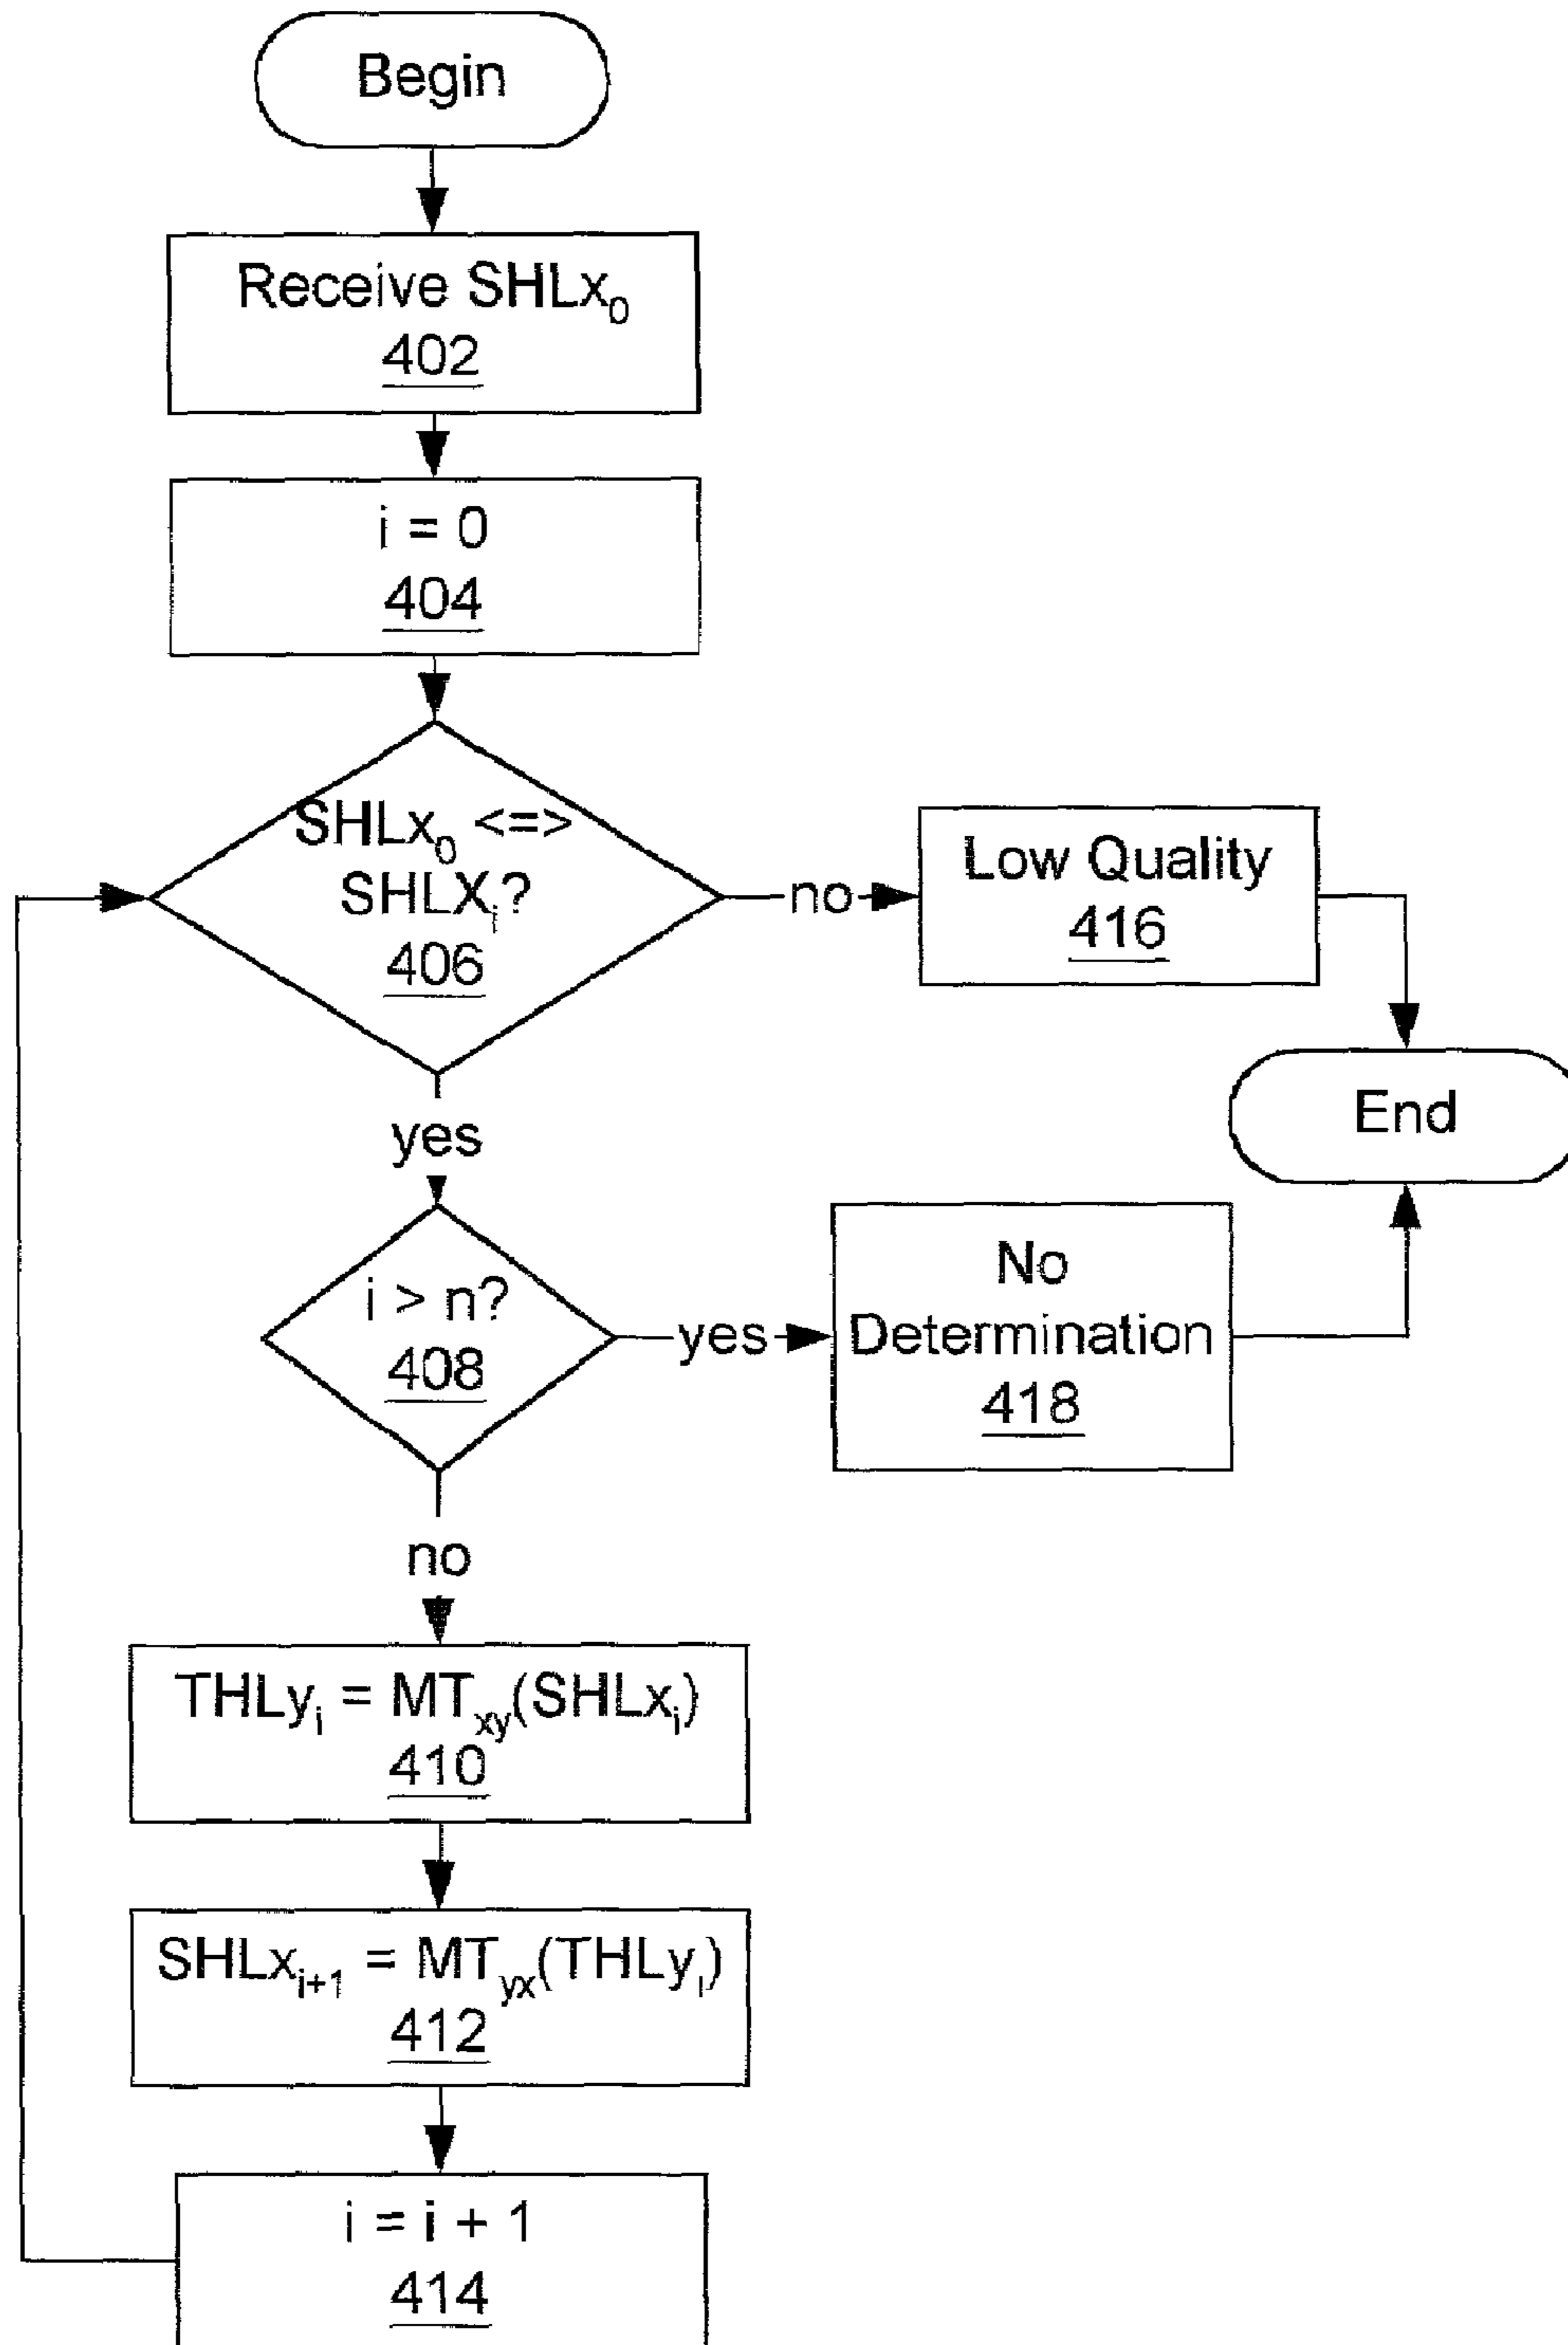 Begin
Receive SHLx₀
402
i = 0
404
SHLx₀ <=>
SHLXᵢ?
406
no
Low Quality
416
End
yes
i > n?
408
yes
No
Determination
418
no
THLyᵢ = MTxy(SHLxᵢ)
410
SHLxᵢ₊₁ = MTyx(THLyᵢ)
412
i = i + 1
414